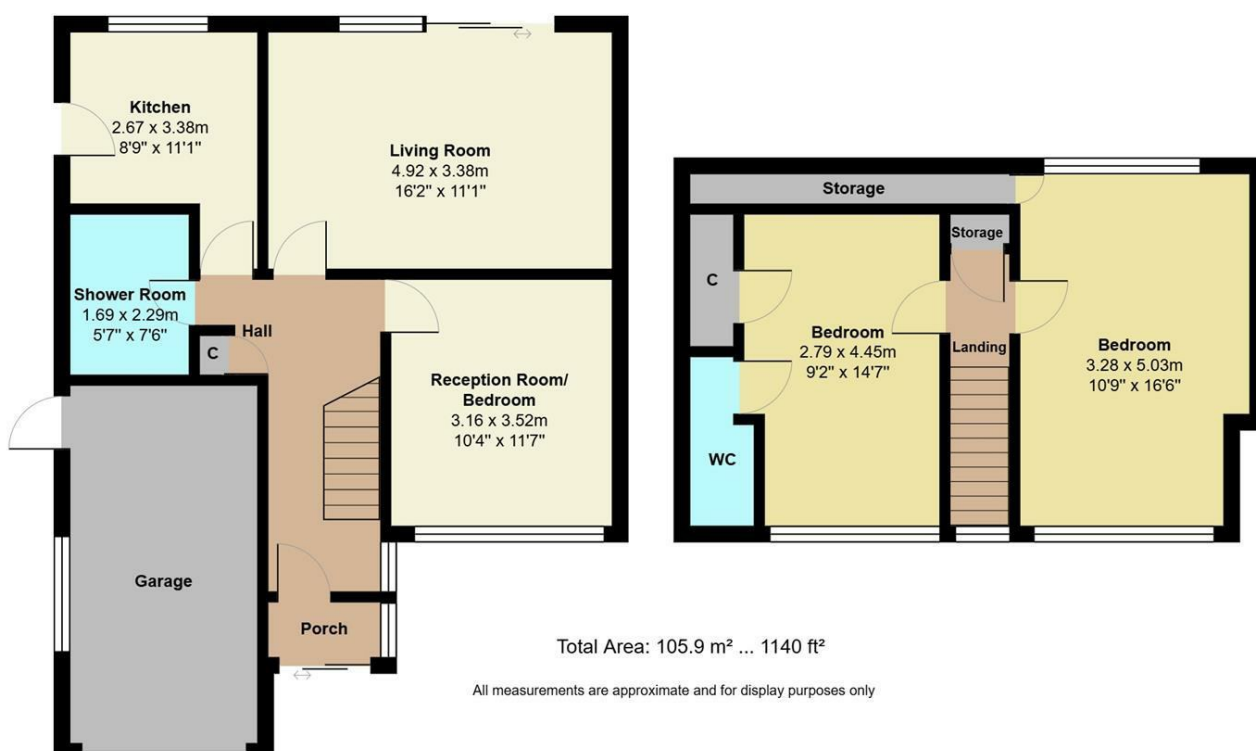 Kitchen
2.67 x 3.38m
8'9" x 11'1"
Living Room
4.92 x 3.38m
16'2" x 11'1"
Shower Room
1.69 x 2.29m
5'7" x 7'6"
Hall
C
Reception Room/
Bedroom
3.16 x 3.52m
10'4" x 11'7"
Garage
Porch
Storage
Storage
C
Bedroom
2.79 x 4.45m
9'2" x 14'7"
Landing
Bedroom
3.28 x 5.03m
10'9" x 16'6"
WC
Total Area: 105.9 m² ... 1140 ft²
All measurements are approximate and for display purposes only